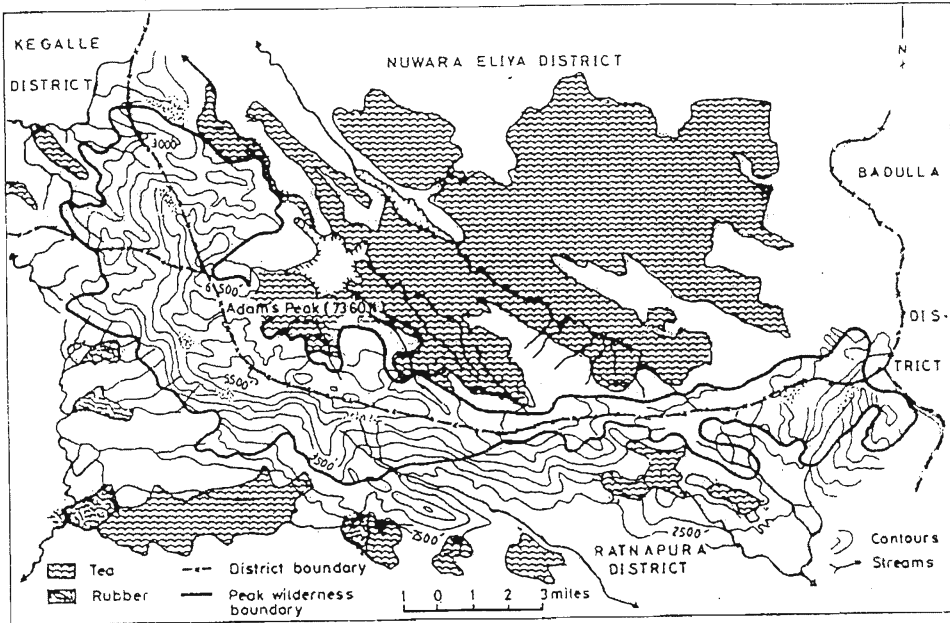 KEGALLE
DISTRICT
NUWARA ELIYA DISTRICT
N
BADULLA
DIS-
TRICT
3000'
6500'
Adam's Peak (7360')
5500'
3500'
2500'
2500'
RATNAPURA
DISTRICT
Tea
Rubber
District boundary
Peak wilderness
boundary
1 0 1 2 3 miles
Contours
Streams